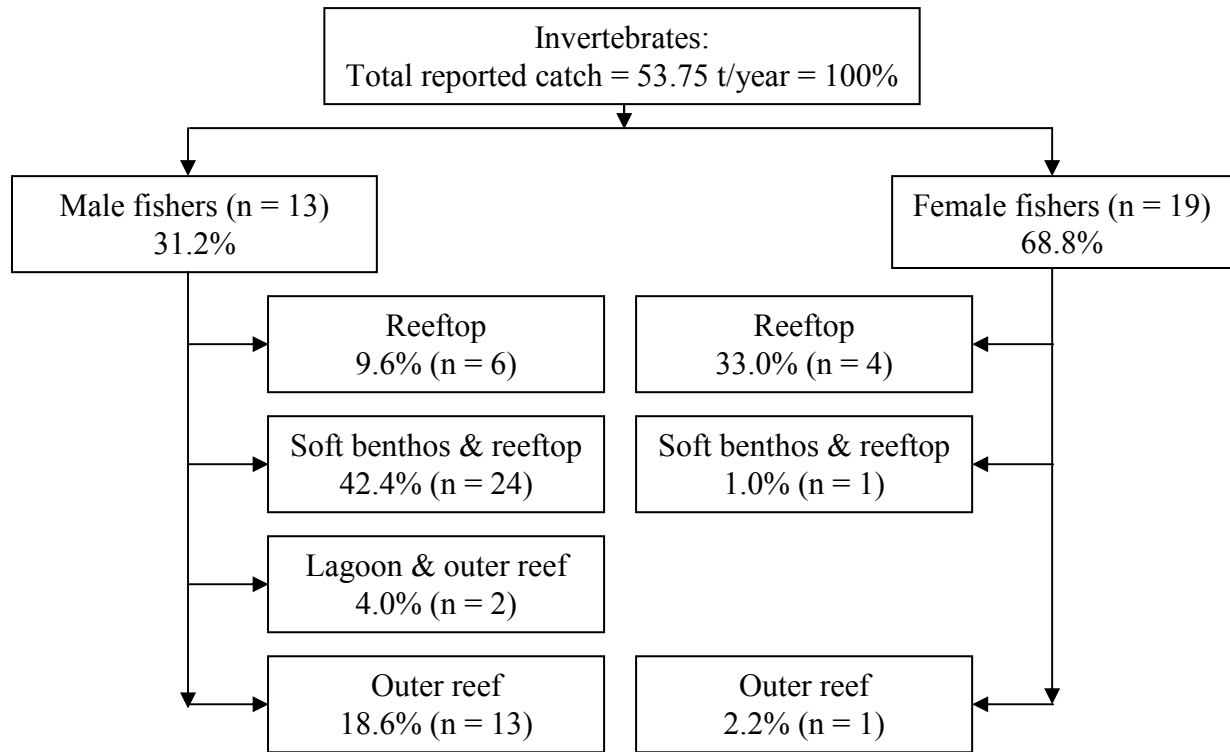 Invertebrates:
Total reported catch = 53.75 t/year = 100%
Male fishers (n = 13)
31.2%
Female fishers (n = 19)
68.8%
Reeftop
9.6% (n = 6)
Reeftop
33.0% (n = 4)
Soft benthos & reeftop
42.4% (n = 24)
Soft benthos & reeftop
1.0% (n = 1)
Lagoon & outer reef
4.0% (n = 2)
Outer reef
18.6% (n = 13)
Outer reef
2.2% (n = 1)